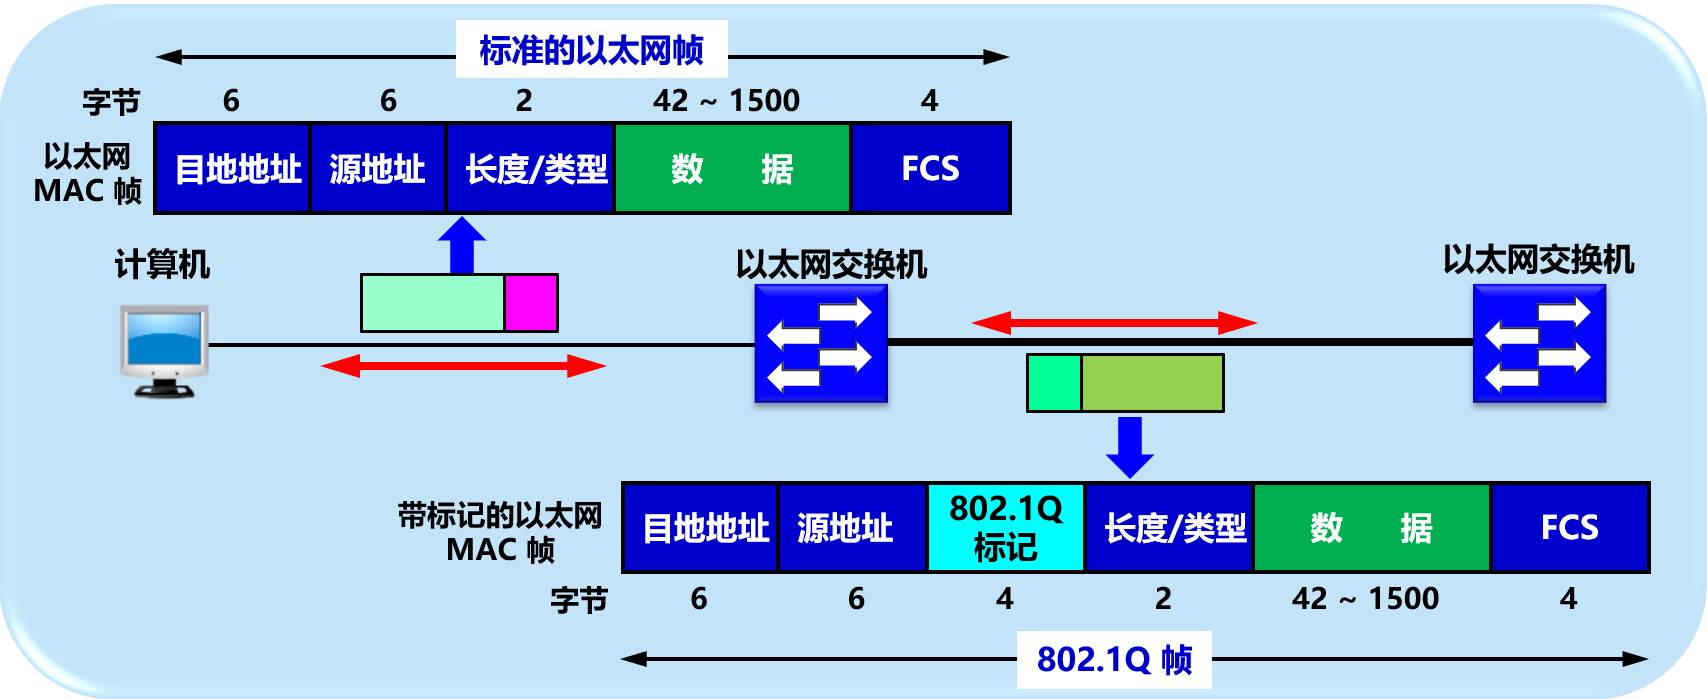 标准的以太网帧
字节 6 6 2 42 ~ 1500 4
以太网
MAC 帧
目地地址 源地址 长度/类型 数 据 FCS
计算机
以太网交换机
以太网交换机
带标记的以太网
MAC 帧
目地地址 源地址 802.1Q
标记 长度/类型 数 据 FCS
字节 6 6 4 2 42 ~ 1500 4
802.1Q 帧